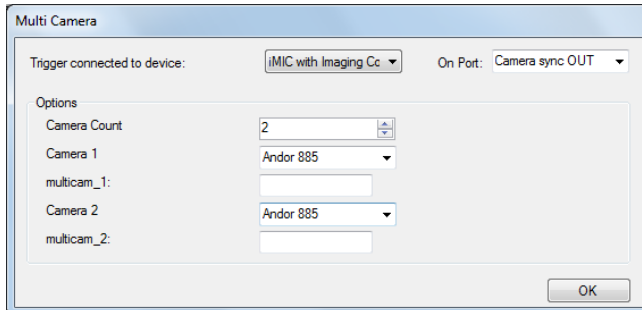 Multi Camera
Trigger connected to device: iMIC with Imaging Cc On Port: Camera sync OUT
Options
Camera Count 2
Camera 1 Andor 885
multicam_1:
Camera 2 Andor 885
multicam_2:
OK